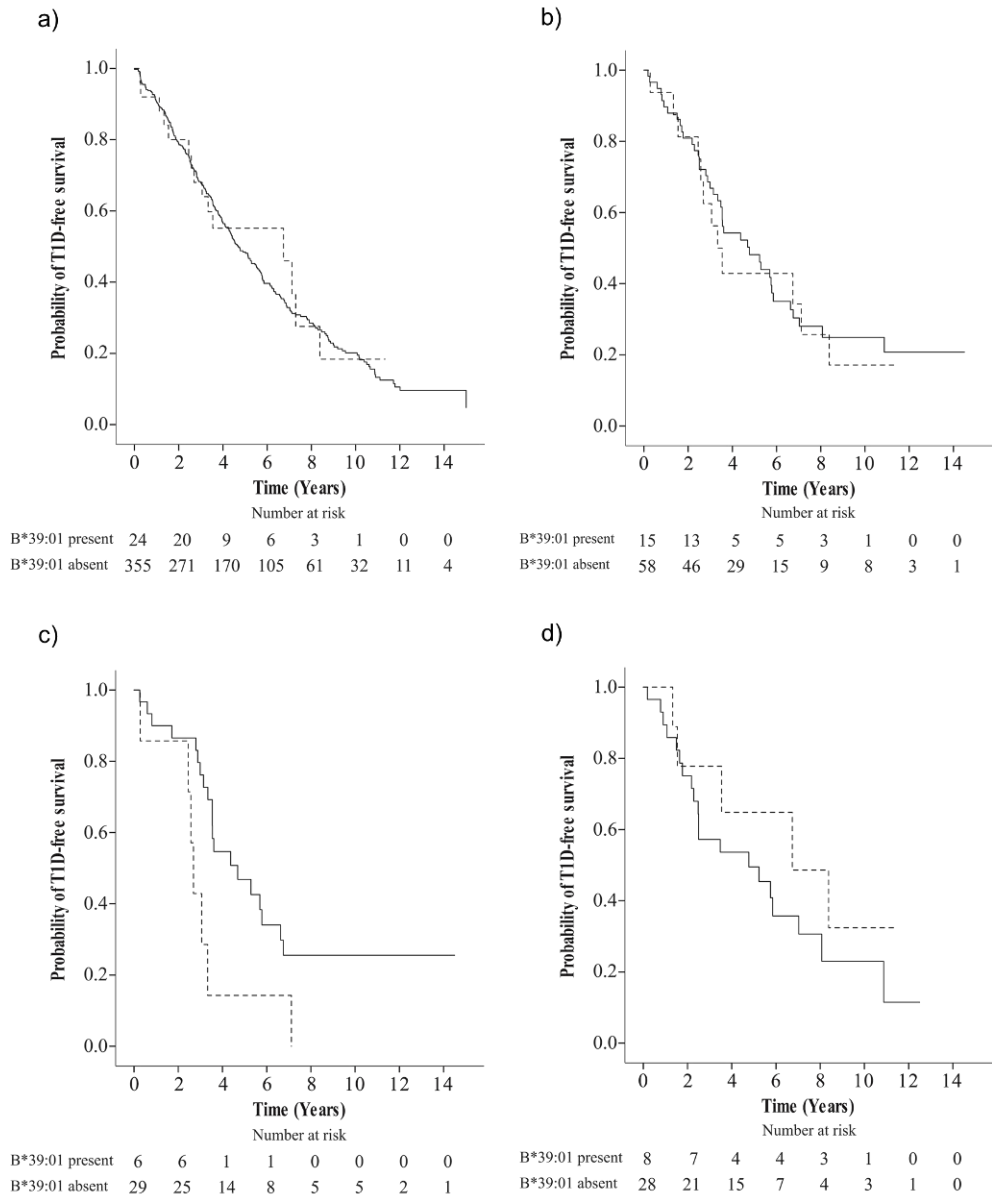 a)
Probability of T1D-free survival
1.0
0.8
0.6
0.4
0.2
0.0
0 2 4 6 8 10 12 14
Time (Years)
Number at risk
B*39:01 present 24 20 9 6 3 1 0 0
B*39:01 absent 355 271 170 105 61 32 11 4
b)
Probability of T1D-free survival
1.0
0.8
0.6
0.4
0.2
0.0
0 2 4 6 8 10 12 14
Time (Years)
Number at risk
B*39:01 present 15 13 5 5 3 1 0 0
B*39:01 absent 58 46 29 15 9 8 3 1
c)
Probability of T1D-free survival
1.0
0.8
0.6
0.4
0.2
0.0
0 2 4 6 8 10 12 14
Time (Years)
Number at risk
B*39:01 present 6 6 1 1 0 0 0 0
B*39:01 absent 29 25 14 8 5 5 2 1
d)
Probability of T1D-free survival
1.0
0.8
0.6
0.4
0.2
0.0
0 2 4 6 8 10 12 14
Time (Years)
Number at risk
B*39:01 present 8 7 4 4 3 1 0 0
B*39:01 absent 28 21 15 7 4 3 1 0